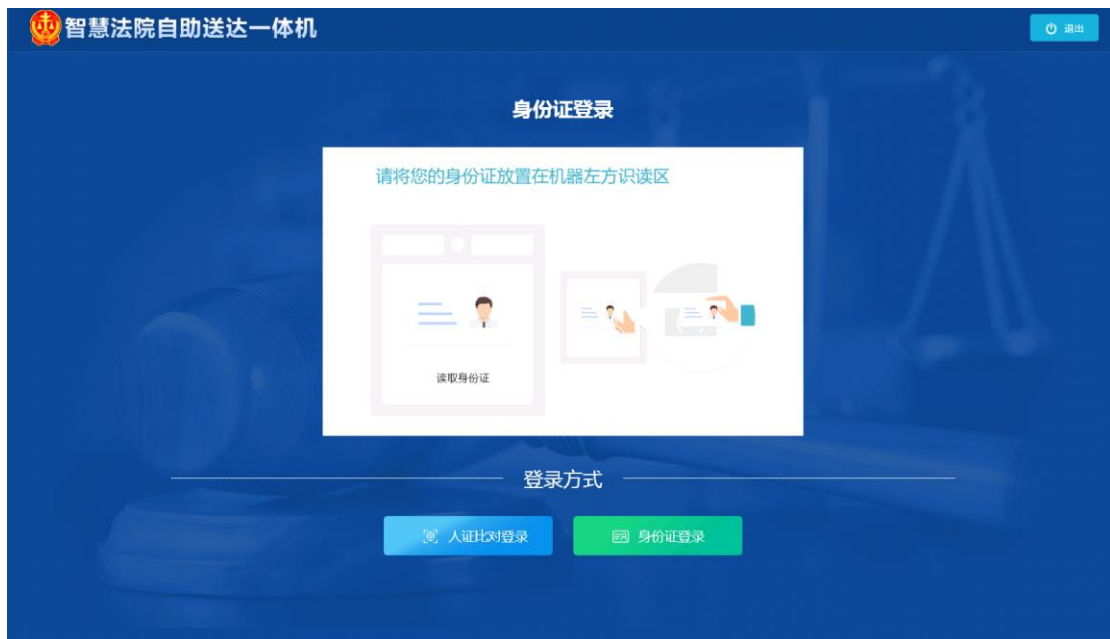 智慧法院自助送达一体机
退出
身份证登录
请将您的身份证放置在机器左方识读区
读取身份证
登录方式
人证比对登录
身份证登录